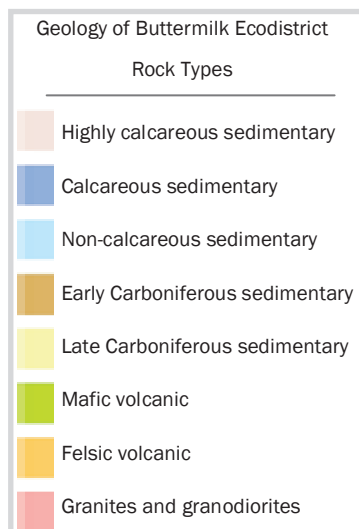 Geology of Buttermilk Ecodistrict
Rock Types
Highly calcareous sedimentary
Calcareous sedimentary
Non-calcareous sedimentary
Early Carboniferous sedimentary
Late Carboniferous sedimentary
Mafic volcanic
Felsic volcanic
Granites and granodiorites